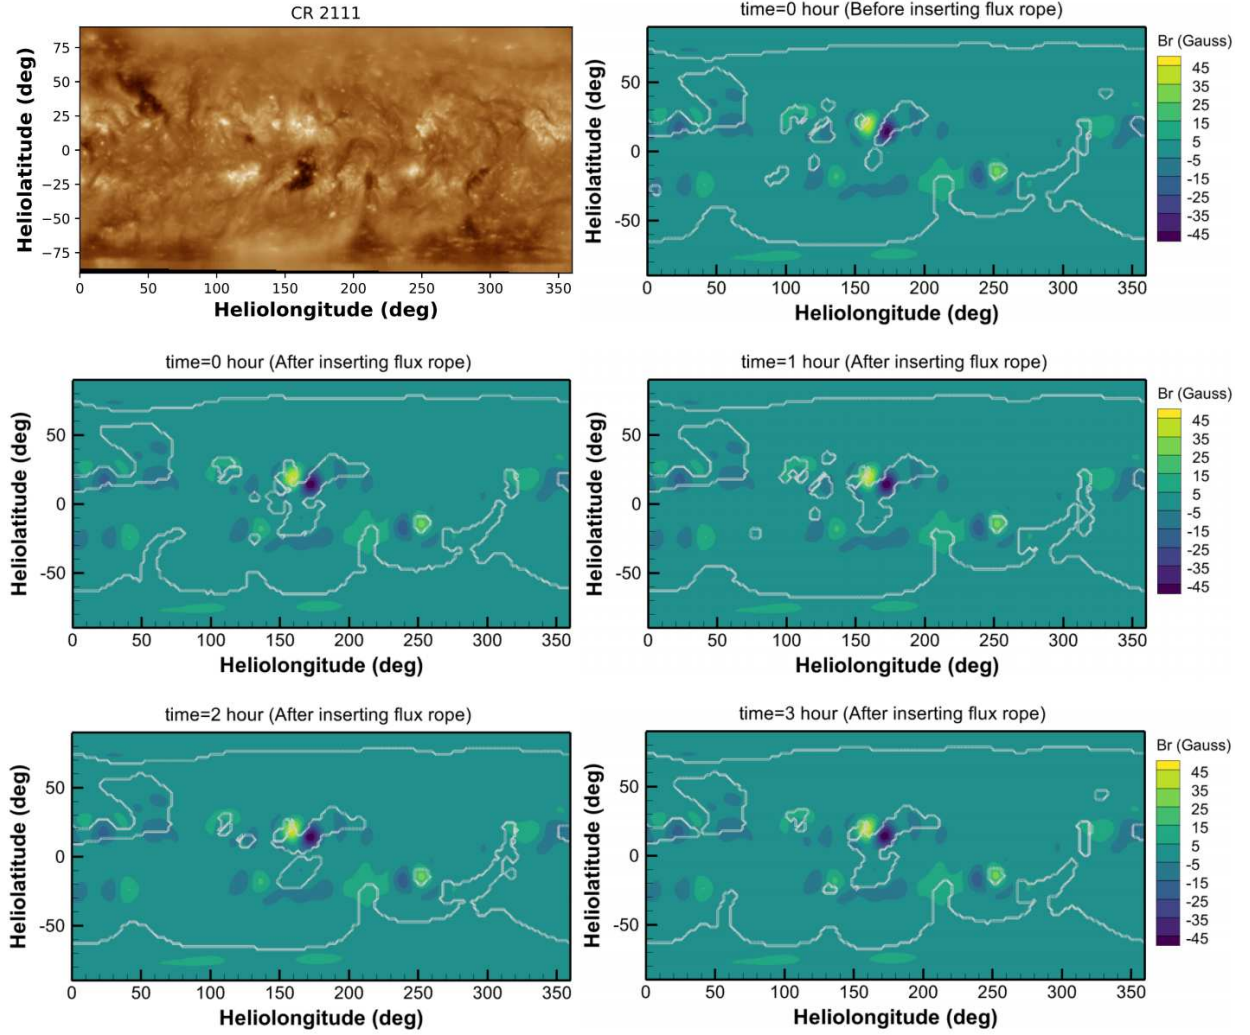 CR 2111
Heliolatitude (deg)
75
50
25
0
−25
−50
−75
0 50 100 150 200 250 300 350
Heliolongitude (deg)
time=0 hour (Before inserting flux rope)
Heliolatitude (deg)
50
0
-50
0 50 100 150 200 250 300 350
Heliolongitude (deg)
Br (Gauss)
45
35
25
15
5
-5
-15
-25
-35
-45
time=0 hour (After inserting flux rope)
Heliolatitude (deg)
50
0
-50
0 50 100 150 200 250 300 350
Heliolongitude (deg)
time=1 hour (After inserting flux rope)
Heliolatitude (deg)
50
0
-50
0 50 100 150 200 250 300 350
Heliolongitude (deg)
Br (Gauss)
45
35
25
15
5
-5
-15
-25
-35
-45
time=2 hour (After inserting flux rope)
Heliolatitude (deg)
50
0
-50
0 50 100 150 200 250 300 350
Heliolongitude (deg)
time=3 hour (After inserting flux rope)
Heliolatitude (deg)
50
0
-50
0 50 100 150 200 250 300 350
Heliolongitude (deg)
Br (Gauss)
45
35
25
15
5
-5
-15
-25
-35
-45